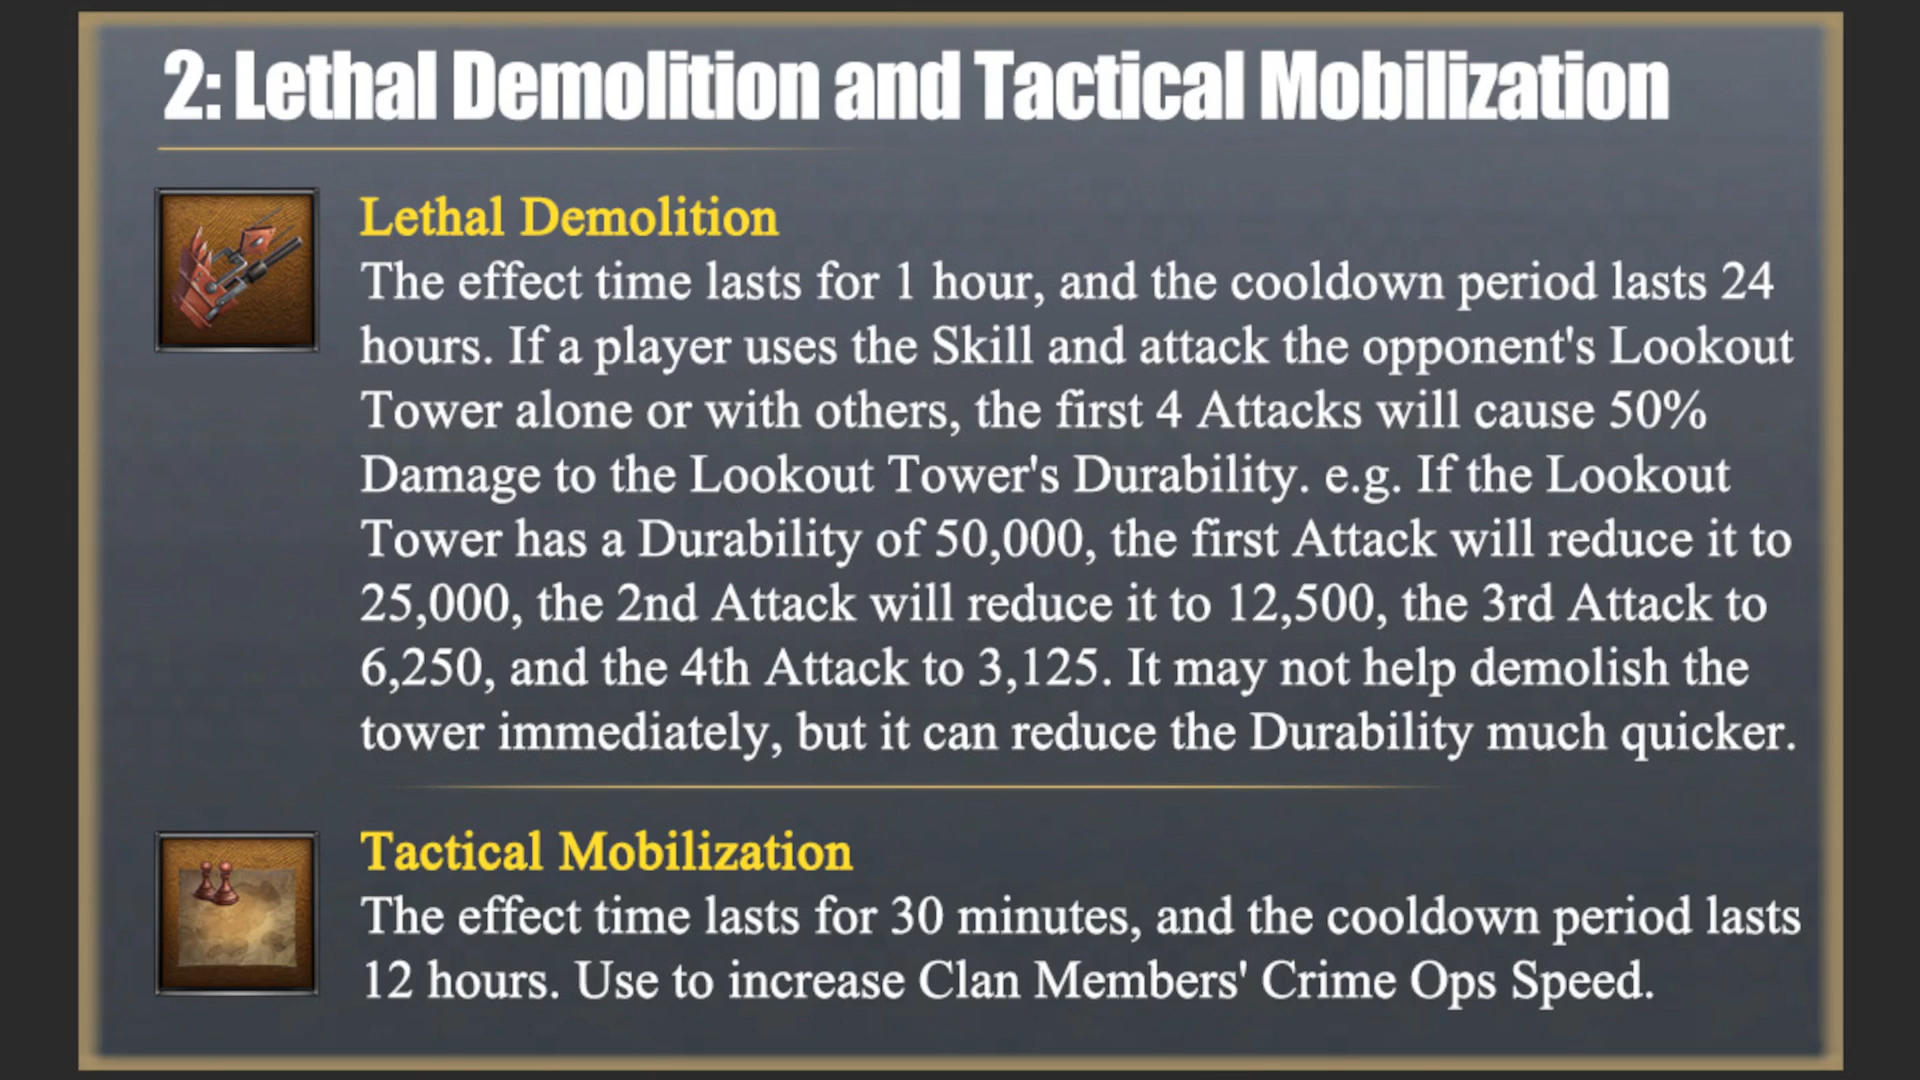 2: Lethal Demolition and Tactical Mobilization
Lethal Demolition
The effect time lasts for 1 hour, and the cooldown period lasts 24
hours. If a player uses the Skill and attack the opponent's Lookout
Tower alone or with others, the first 4 Attacks will cause 50%
Damage to the Lookout Tower's Durability. e.g. If the Lookout
Tower has a Durability of 50,000, the first Attack will reduce it to
25,000, the 2nd Attack will reduce it to 12,500, the 3rd Attack to
6,250, and the 4th Attack to 3,125. It may not help demolish the
tower immediately, but it can reduce the Durability much quicker.
Tactical Mobilization
The effect time lasts for 30 minutes, and the cooldown period lasts
12 hours. Use to increase Clan Members' Crime Ops Speed.